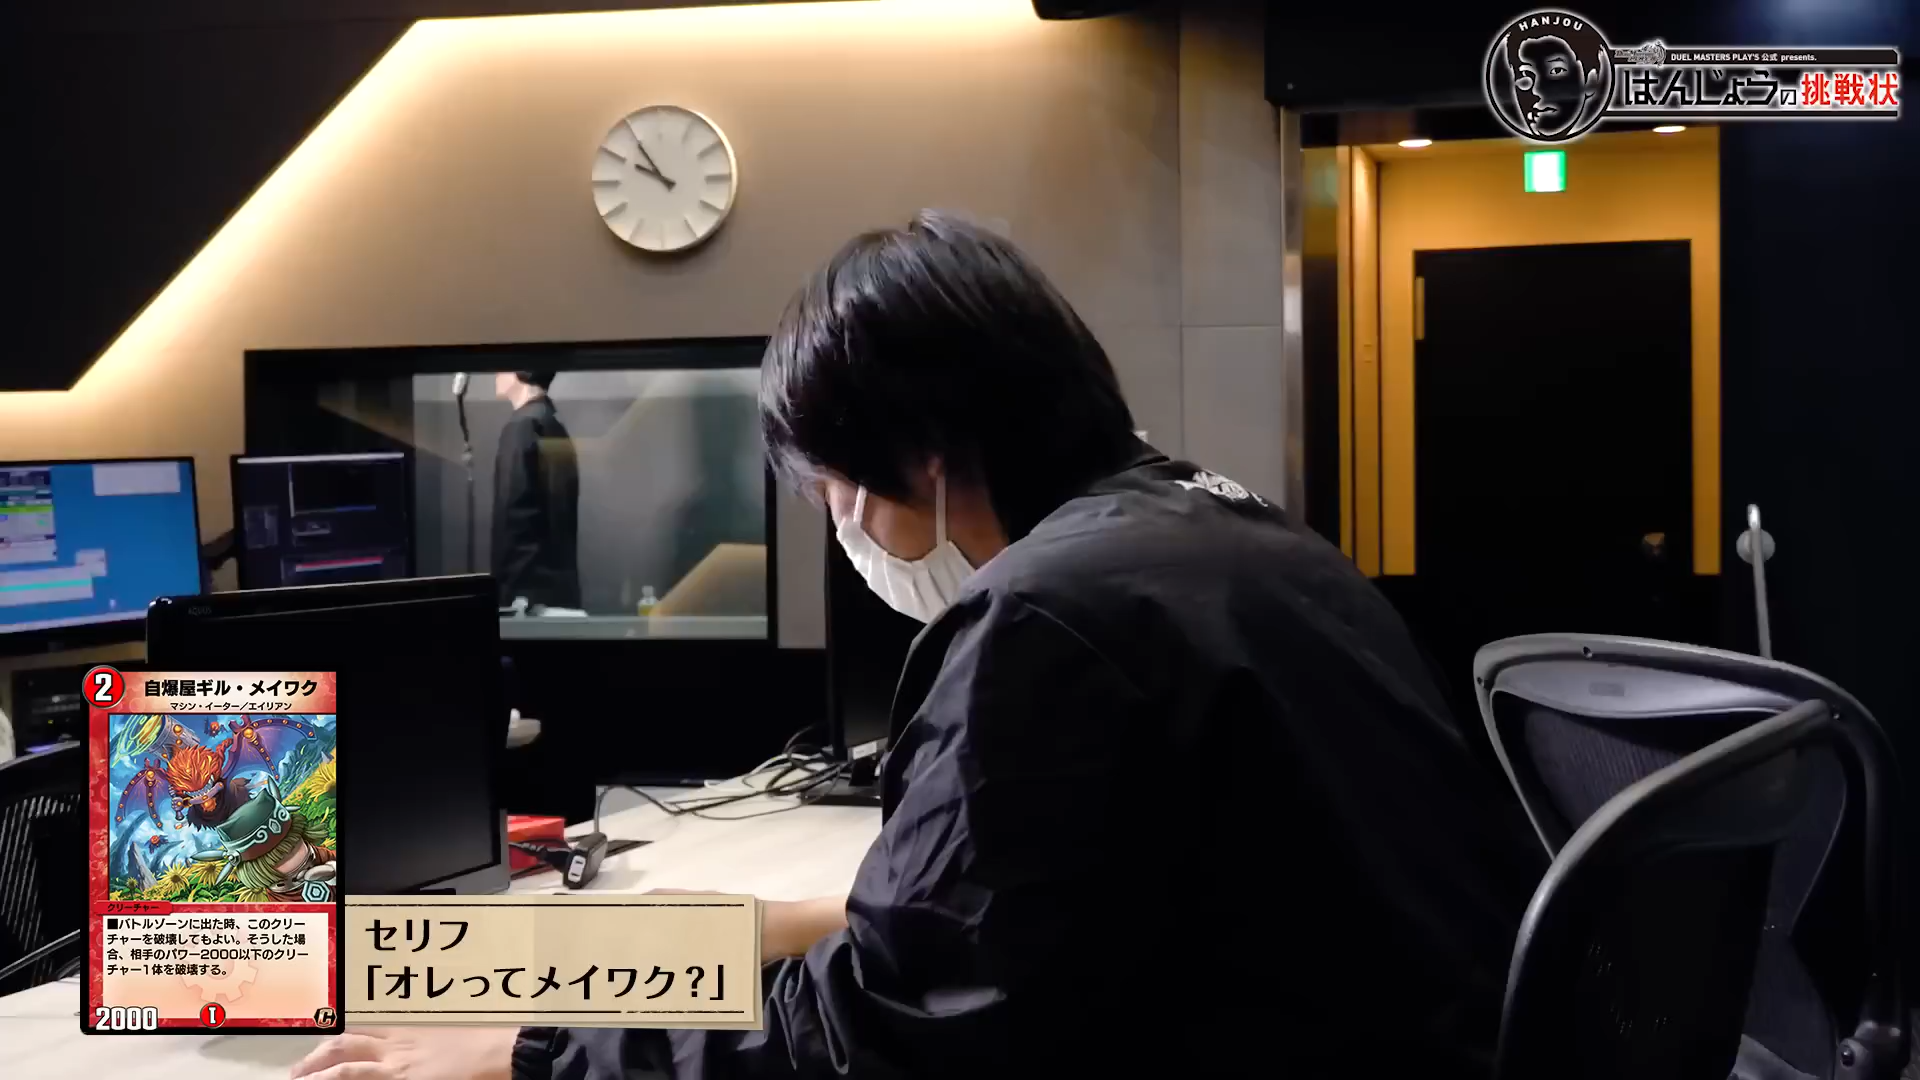 HANJOU
DUEL MASTERS PLAY'S 公式 presents.
はんじょうの挑戦状
2
自爆屋ギル・メイワク
マシン・イーター／エイリアン
クリーチャー
■バトルゾーンに出た時、このクリー
チャーを破壊してもよい。そうした場
合、相手のパワー2000以下のクリー
チャー1体を破壊する。
2000
I
C
セリフ
「オレってメイワク？」